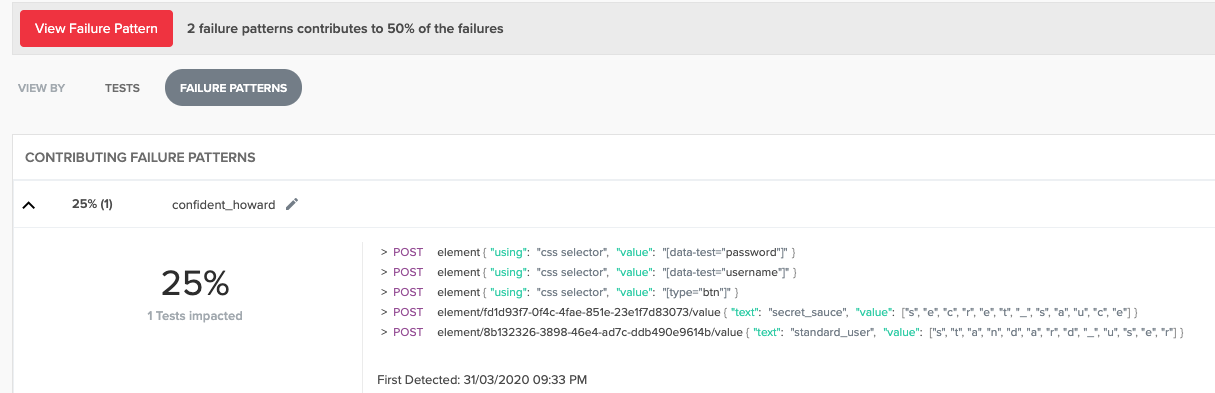 View Failure Pattern 2 failure patterns contributes to 50% of the failures
VIEW BY TESTS FAILURE PATTERNS
CONTRIBUTING FAILURE PATTERNS
25% (1) confident_howard
25%
1 Tests impacted
> POST element { "using": "css selector", "value": "[data-test="password"]" }
> POST element { "using": "css selector", "value": "[data-test="username"]" }
> POST element { "using": "css selector", "value": "[type="btn"]" }
> POST element/fd1d93f7-0f4c-4fae-851e-23e1f7d83073/value { "text": "secret_sauce", "value": ["s", "e", "c", "r", "e", "t", "_", "s", "a", "u", "c", "e"] }
> POST element/8b132326-3898-46e4-ad7c-ddb490e9614b/value { "text": "standard_user", "value": ["s", "t", "a", "n", "d", "a", "r", "d", "_", "u", "s", "e", "r"] }
First Detected: 31/03/2020 09:33 PM